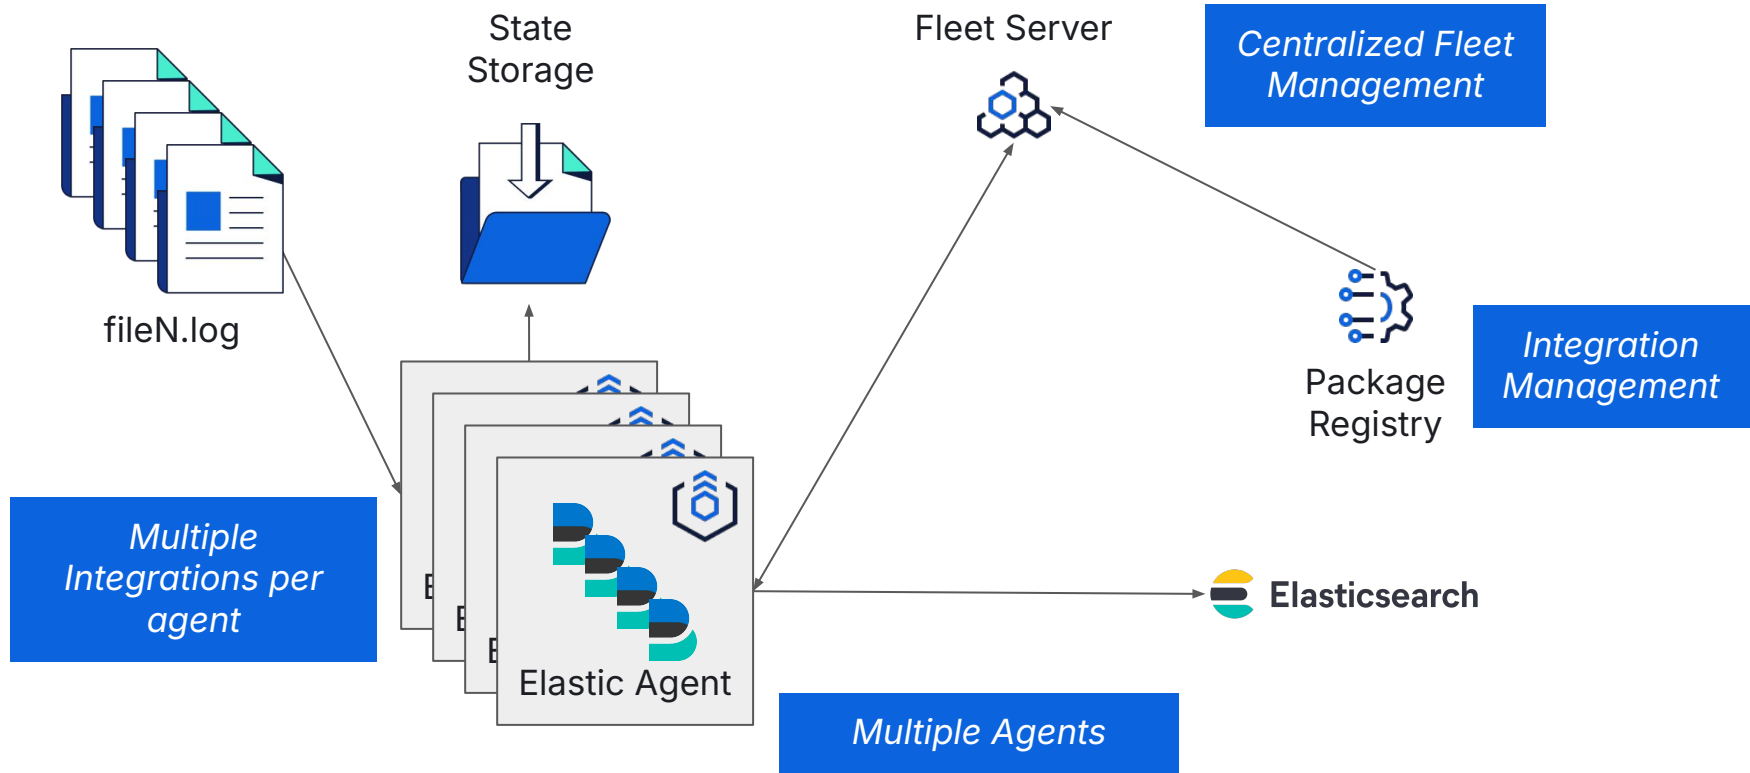 State
Storage
Fleet Server
Centralized Fleet
Management
fileN.log
Package
Registry
Integration
Management
Multiple
Integrations per
agent
E
E
E
Elastic Agent
Elasticsearch
Multiple Agents